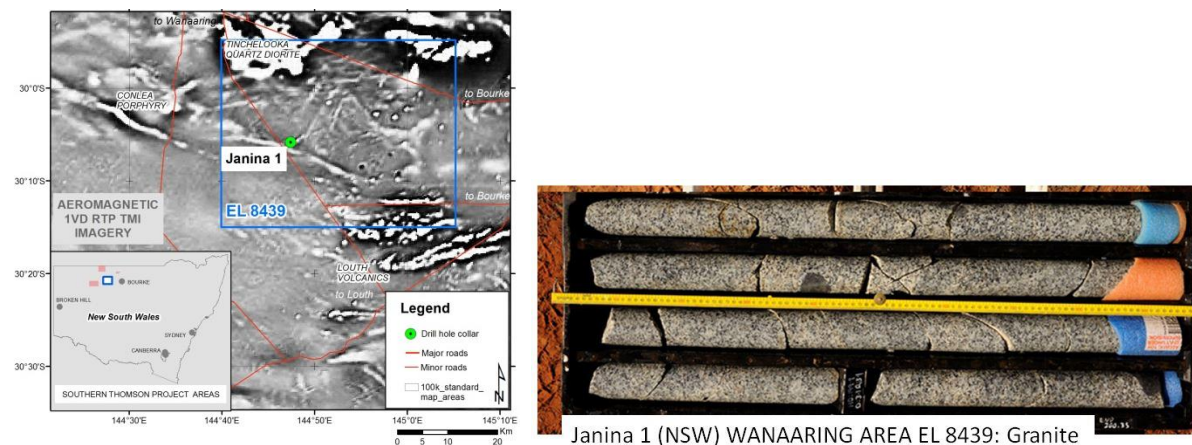 to Wanaaring
TINCHELOOKA
QUARTZ DIORITE
30°0'S
CONLEA
PORPHYRY
to Bourke
Janina 1
30°10'S
to Bourke
AEROMAGNETIC
1VD RTP TMI
IMAGERY
EL 8439
30°20'S
LOUTH
VOLCANICS
to Louth
BOURKE
BROKEN HILL
New South Wales
SYDNEY
CANBERRA
SOUTHERN THOMSON PROJECT AREAS
30°30'S
Legend
Drill hole collar
Major roads
Minor roads
100k_standard_
map_areas
N
144°30'E
144°40'E
144°50'E
145°0'E
145°10'E
Km
0 5 10 20
Janina 1 (NSW) WANAARING AREA EL 8439: Granite